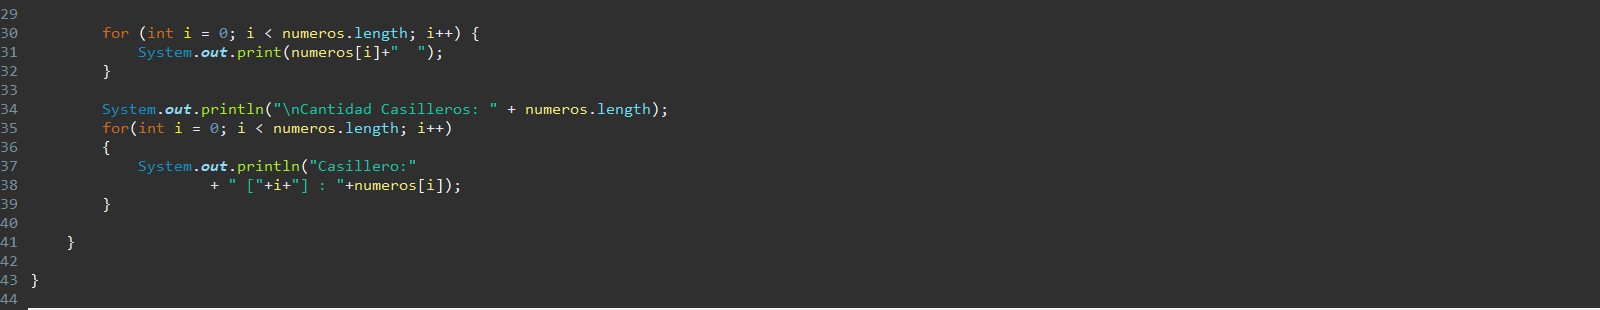 29
30        for (int i = 0; i < numeros.length; i++) {
31            System.out.print(numeros[i]+"  ");
32        }
33
34        System.out.println("\nCantidad Casilleros: " + numeros.length);
35        for(int i = 0; i < numeros.length; i++)
36        {
37            System.out.println("Casillero:"
38                    + " ["+i+"] : "+numeros[i]);
39        }
40
41    }
42
43 }
44